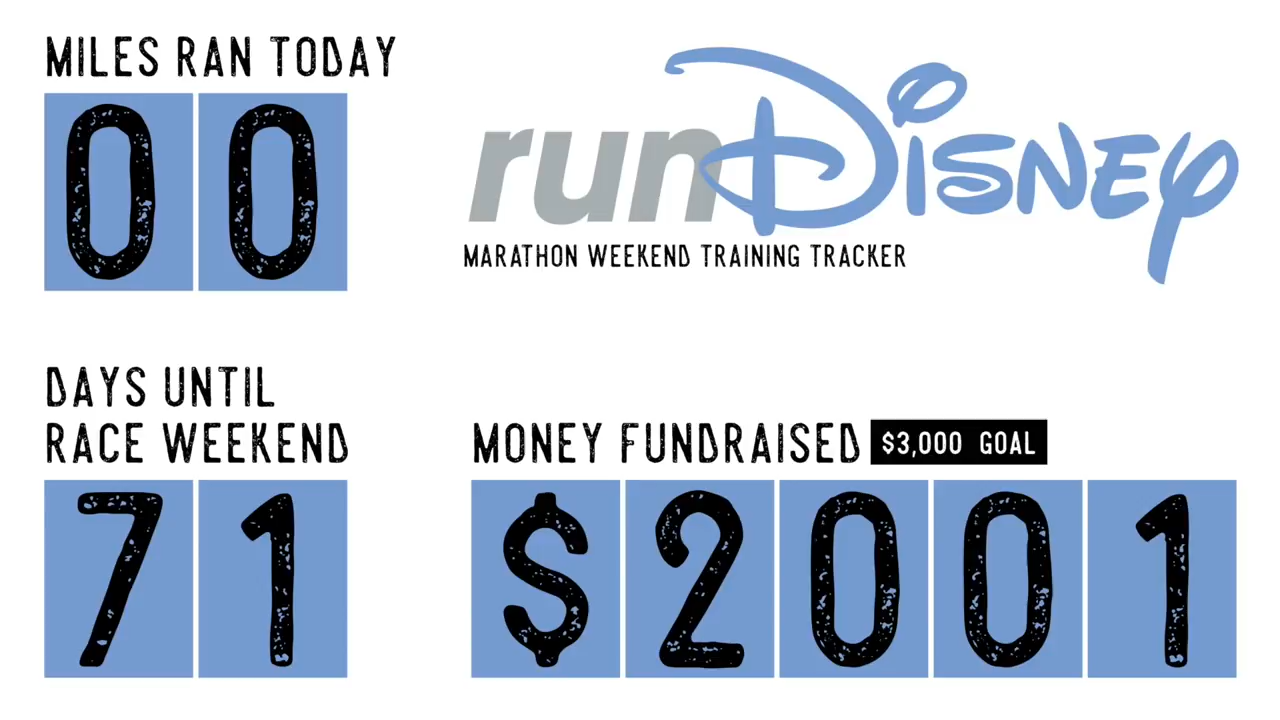 MILES RAN TODAY
00
runDisney
MARATHON WEEKEND TRAINING TRACKER
DAYS UNTIL
RACE WEEKEND
71
MONEY FUNDRAISED $3,000 GOAL
$2001